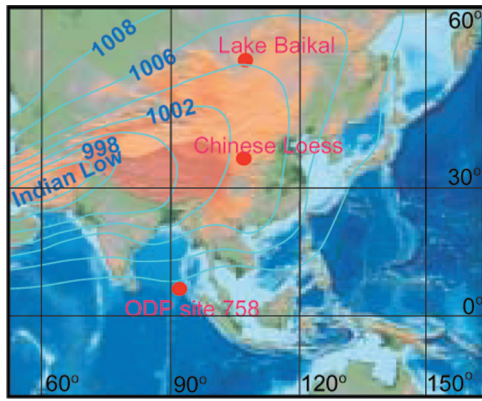 60°
1008
Lake Baikal
1006
1002
998
Chinese Loess
Indian Low
30°
ODP site 758
0°
60°
90°
120°
150°